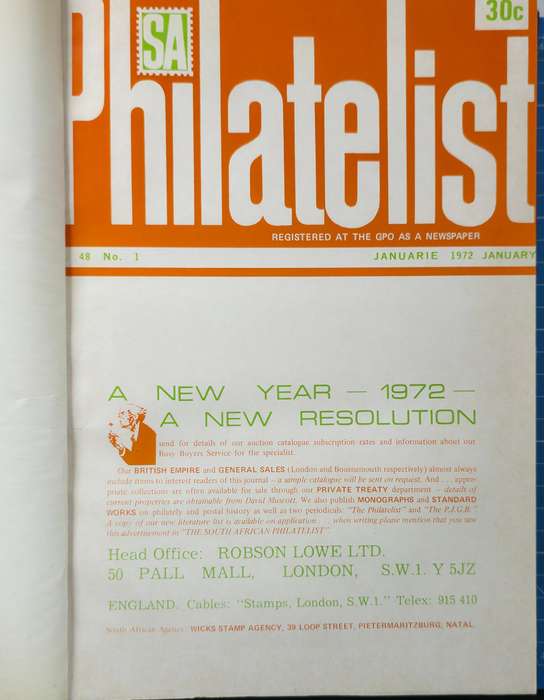 SA
30c
Philatelist
REGISTERED AT THE GPO AS A NEWSPAPER
48 No. 1
JANUARIE 1972 JANUARY
A NEW YEAR — 1972 —
A NEW RESOLUTION
send for details of our auction catalogue subscription rates and information about our
Busy Buyers Service for the specialist.
Our BRITISH EMPIRE and GENERAL SALES (London and Bournemouth respectively) almost always
include items to interest readers of this journal – a simple catalogue will be sent on request. And . . . appro-
priate collections are often available for sale through our PRIVATE TREATY department – details of
current properties are obtainable from David Muscott. We also publish MONOGRAPHS and STANDARD
WORKS on philately and postal history as well as two periodicals "The Philatelist" and "The P.J.G.B."
A copy of our new literature list is available on application . . . when writing please mention that you saw
this advertisement in "THE SOUTH AFRICAN PHILATELIST"
Head Office: ROBSON LOWE LTD.
50 PALL MALL, LONDON, S.W.1. Y 5JZ
ENGLAND. Cables: "Stamps, London, S.W.1." Telex: 915 410
South African Agency: WICKS STAMP AGENCY, 39 LOOP STREET, PIETERMARITZBURG, NATAL.